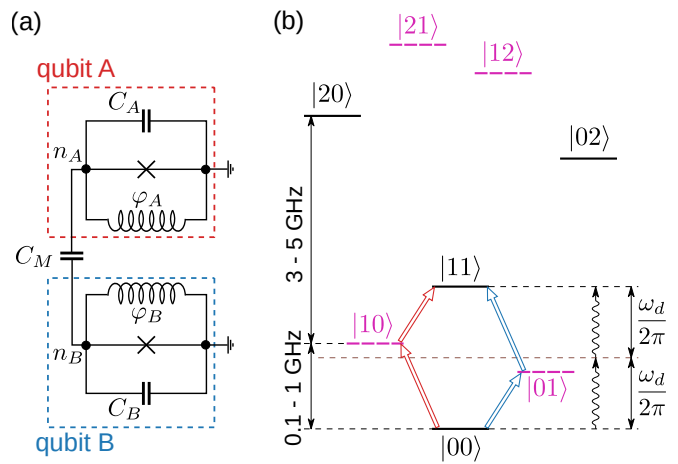 (a)
qubit A
C_A
n_A
φ_A
C_M
φ_B
n_B
C_B
qubit B
(b)
|21⟩
|12⟩
|20⟩
|02⟩
3 - 5 GHz
|11⟩
|10⟩
ω_d
2π
0.1 - 1 GHz
|01⟩
ω_d
2π
|00⟩